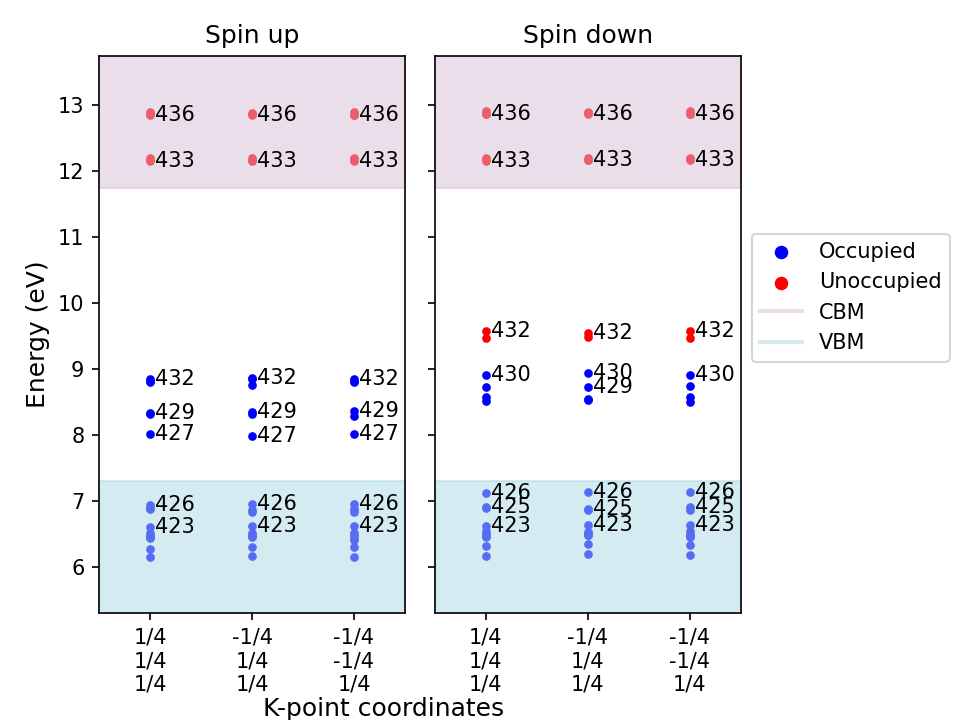 Spin up
Spin down
Energy (eV)
13
12
11
10
9
8
7
6
436 436 436
433 433 433
432 432 432
429 429 429
427 427 427
426 426 426
423 423 423
436 436 436
433 433 433
432 432 432
430 430 430
429
426 426 426
425 425 425
423 423 423
Occupied
Unoccupied
CBM
VBM
1/4 -1/4 -1/4
1/4 1/4 -1/4
1/4 1/4 1/4
1/4 -1/4 -1/4
1/4 1/4 -1/4
1/4 1/4 1/4
K-point coordinates